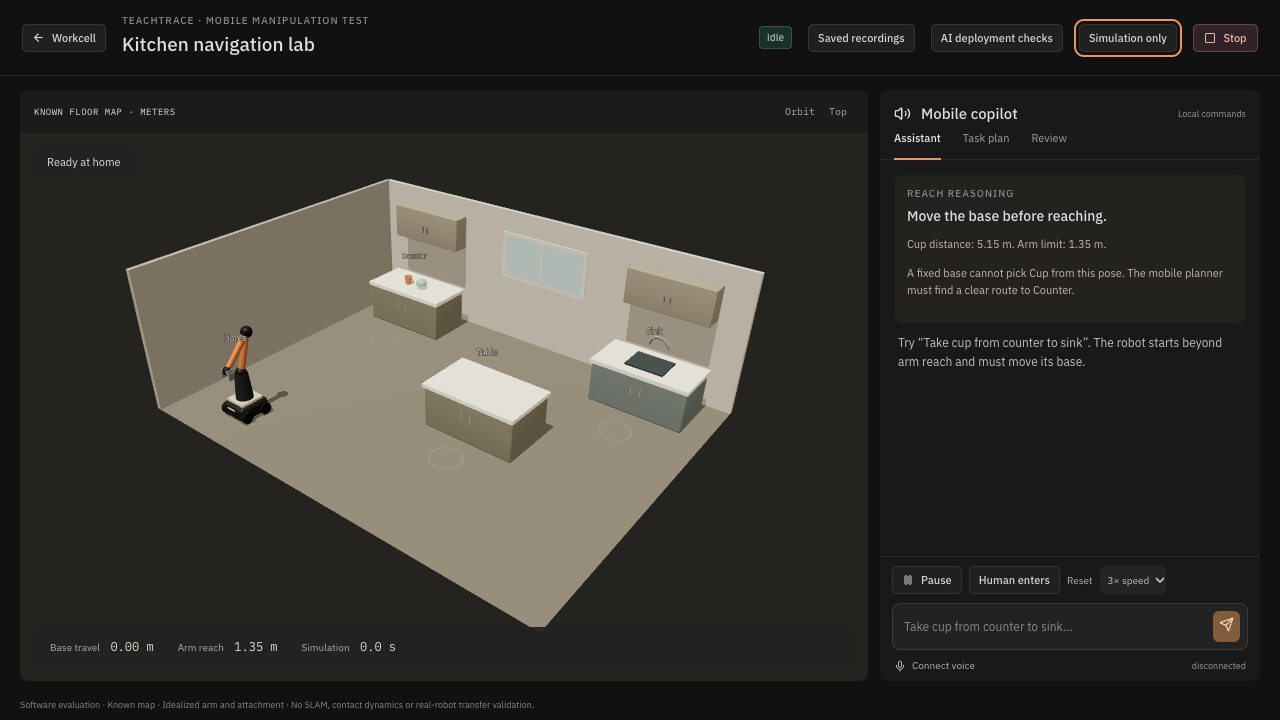 Workcell
TEACHTRACE · MOBILE MANIPULATION TEST
Kitchen navigation lab
Idle
Saved recordings
AI deployment checks
Simulation only
Stop
KNOWN FLOOR MAP · METERS
Orbit
Top
Ready at home
Counter
Sink
Home
Table
Base travel 0.00 m
Arm reach 1.35 m
Simulation 0.0 s
Mobile copilot
Local commands
Assistant
Task plan
Review
REACH REASONING
Move the base before reaching.
Cup distance: 5.15 m. Arm limit: 1.35 m.
A fixed base cannot pick Cup from this pose. The mobile planner
must find a clear route to Counter.
Try “Take cup from counter to sink”. The robot starts beyond
arm reach and must move its base.
Pause
Human enters
Reset
3× speed
Take cup from counter to sink...
Connect voice
disconnected
Software evaluation · Known map · Idealized arm and attachment · No SLAM, contact dynamics or real-robot transfer validation.